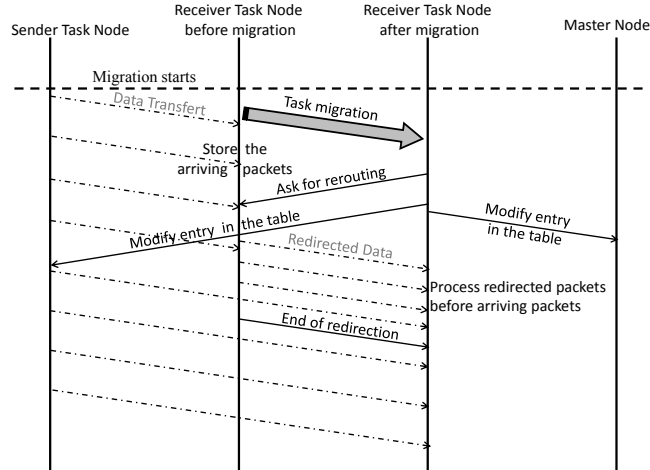 Sender Task Node
Receiver Task Node
before migration
Receiver Task Node
after migration
Master Node
Migration starts
Data Transfert
Task migration
Store the
arriving packets
Ask for rerouting
Modify entry in the table
Modify entry
in the table
Redirected Data
Process redirected packets
before arriving packets
End of redirection